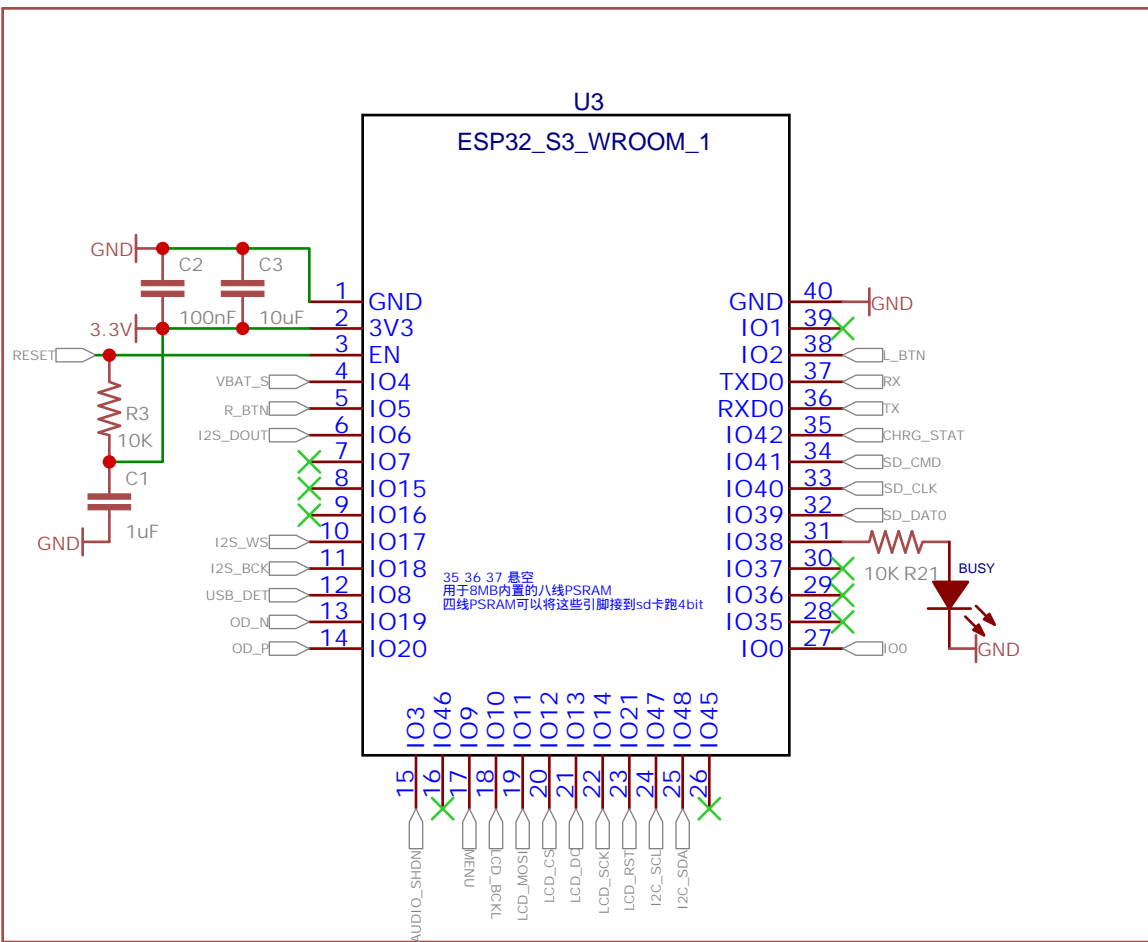 U3
ESP32_S3_WROOM_1
GND
C2
C3
100nF
10uF
3.3V
RESET
R3
10K
C1
1uF
GND
1 GND
2 3V3
3 EN
VBAT_S 4 IO4
R_BTN 5 IO5
I2S_DOUT 6 IO6
7 IO7
8 IO15
9 IO16
I2S_WS 10 IO17
I2S_BCK 11 IO18
USB_DET 12 IO8
OD_N 13 IO19
OD_P 14 IO20
35 36 37 悬空
用于8MB内置的八线PSRAM
四线PSRAM可以将这些引脚接到sd卡跑4bit
GND 40 GND
IO1 39
IO2 38 L_BTN
TXD0 37 RX
RXD0 36 TX
IO42 35 CHRG_STAT
IO41 34 SD_CMD
IO40 33 SD_CLK
IO39 32 SD_DAT0
IO38 31
IO37 30
IO36 29
IO35 28
IO0 27 IO0
10K R21
BUSY
GND
IO3 15 AUDIO_SHDN
IO46 16
IO9 17 MENU
IO10 18 LCD_BCKL
IO11 19 LCD_MOSI
IO12 20 LCD_CS
IO13 21 LCD_DC
IO14 22 LCD_SCK
IO21 23 LCD_RST
IO47 24 I2C_SCL
IO48 25 I2C_SDA
IO45 26